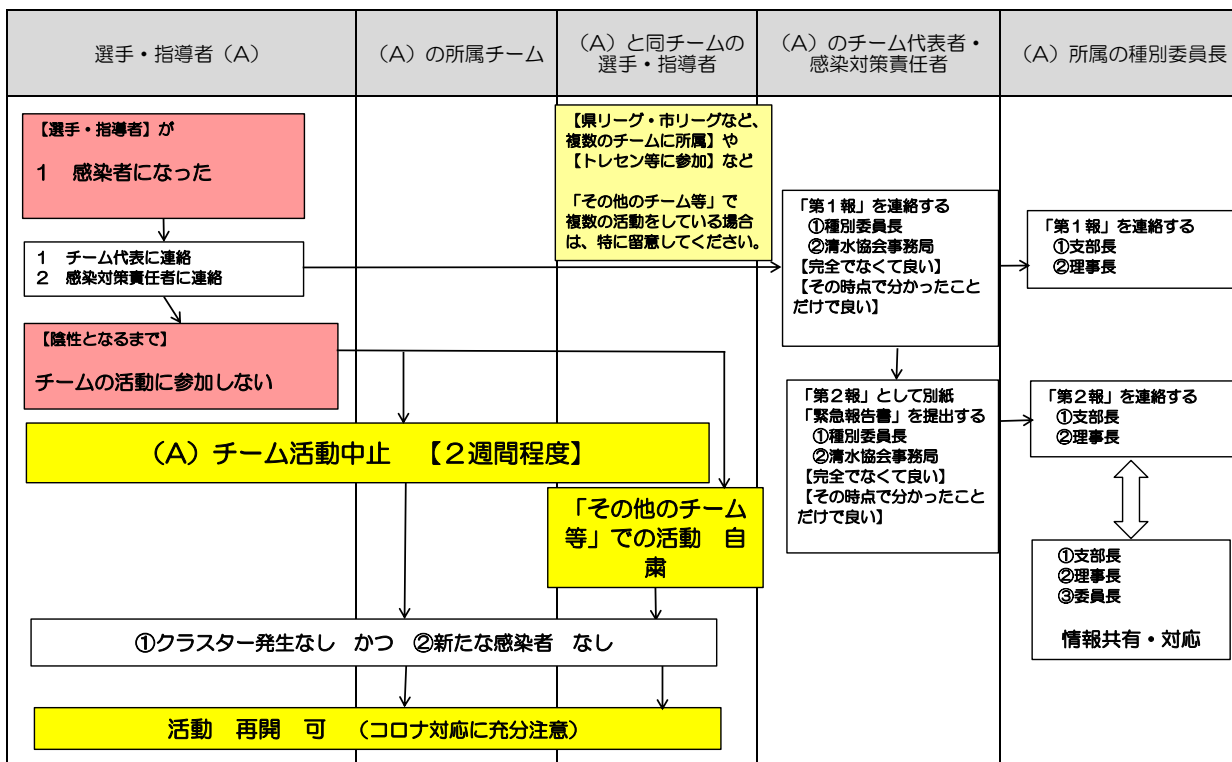 選手・指導者（A）
（A）の所属チーム
（A）と同チームの
選手・指導者
（A）のチーム代表者・
感染対策責任者
（A）所属の種別委員長
【選手・指導者】が
１　感染者になった
１　チーム代表に連絡
２　感染対策責任者に連絡
【陰性となるまで】
チームの活動に参加しない
（A）チーム活動中止　【２週間程度】
【県リーグ・市リーグなど、
複数のチームに所属】や
【トレセン等に参加】など
「その他のチーム等」で
複数の活動をしている場合
は、特に留意してください。
「その他のチーム
等」での活動　自
粛
①クラスター発生なし　かつ　②新たな感染者　なし
活動　再開　可　（コロナ対応に充分注意）
「第１報」を連絡する
①種別委員長
②清水協会事務局
【完全でなくて良い】
【その時点で分かったこと
だけで良い】
「第２報」として別紙
「緊急報告書」を提出する
①種別委員長
②清水協会事務局
【完全でなくて良い】
【その時点で分かったこと
だけで良い】
「第１報」を連絡する
①支部長
②理事長
「第２報」を連絡する
①支部長
②理事長
①支部長
②理事長
③委員長
情報共有・対応